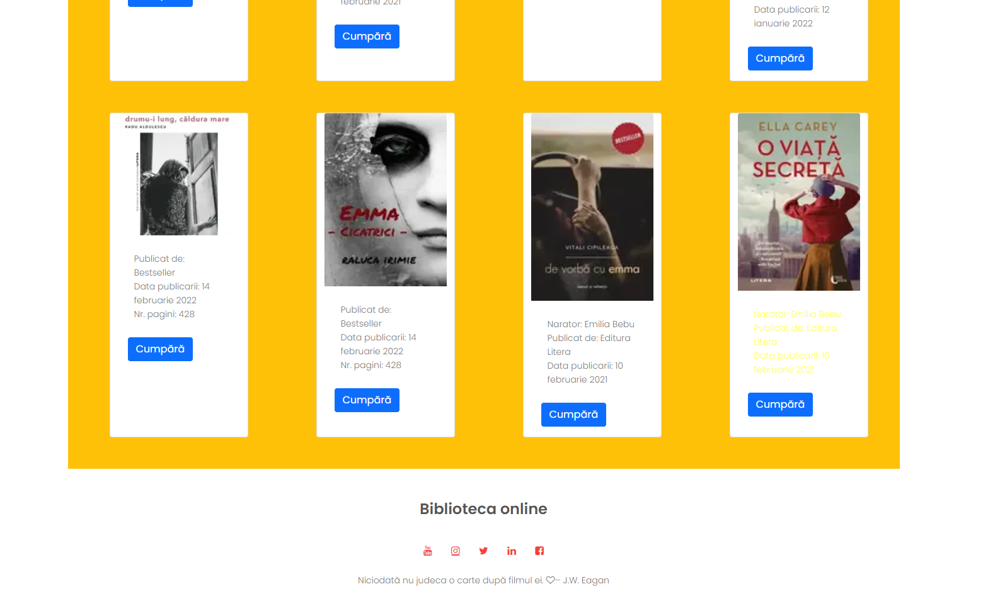 februarie 2021
Cumpără
Data publicarii: 12
ianuarie 2022
Cumpără
drumu-i lung, căldura mare
RADU ALDULESCU
LITERA
Publicat de:
Bestseller
Data publicarii: 14
februarie 2022
Nr. pagini: 428
Cumpără
EMMA
- CICATRICI -
RALUCA IRIMIE
Publicat de:
Bestseller
Data publicarii: 14
februarie 2022
Nr. pagini: 428
Cumpără
BESTSELLER
VITALI CIPILEAGA
de vorbă cu emma
Narator: Emilia Bebu
Publicat de: Editura
Litera
Data publicarii: 10
februarie 2021
Cumpără
ELLA CAREY
O VIAȚĂ
SECRETĂ
LITERA
Narator: Emilia Bebu
Publicat de: Editura
Litera
Data publicarii: 10
februarie 2021
Cumpără
Biblioteca online
You
Tube
in
Niciodată nu judeca o carte după filmul ei. ♡– J.W. Eagan